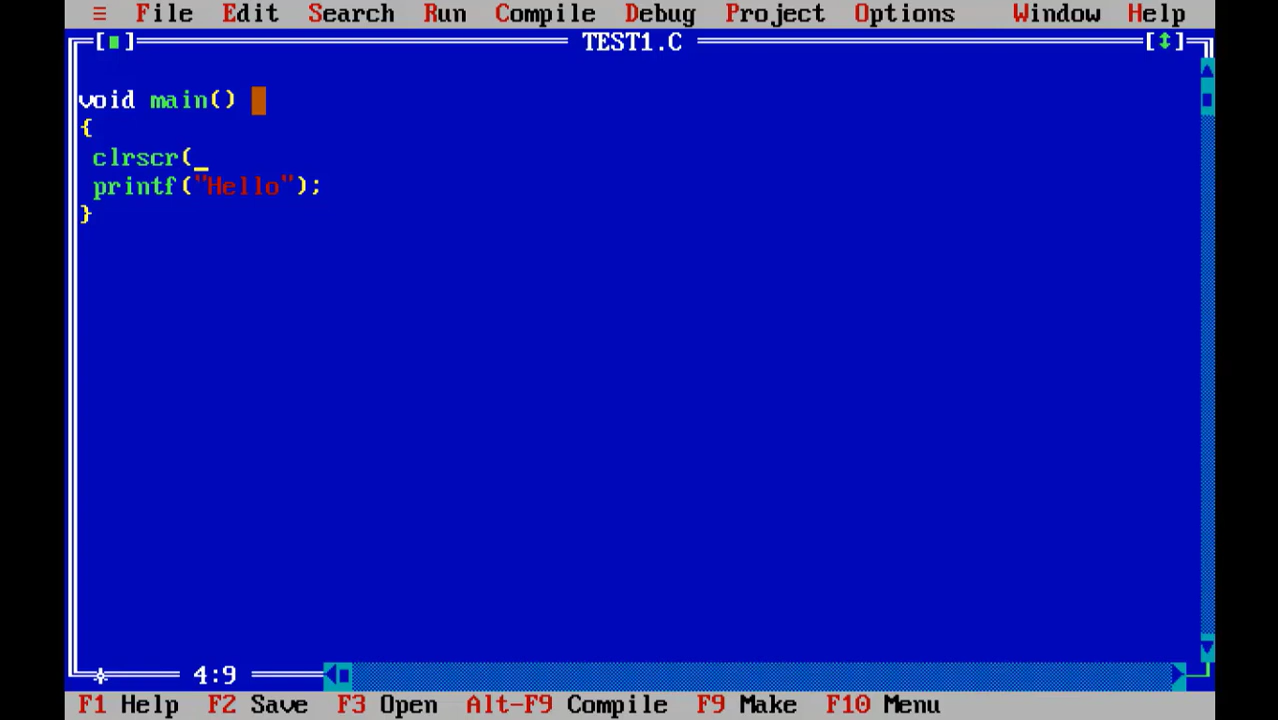 ≡ File Edit Search Run Compile Debug Project Options Window Help
[■] TEST1.C [↕]
void main()
{
clrscr(_
printf("Hello");
}
4:9
F1 Help F2 Save F3 Open Alt-F9 Compile F9 Make F10 Menu